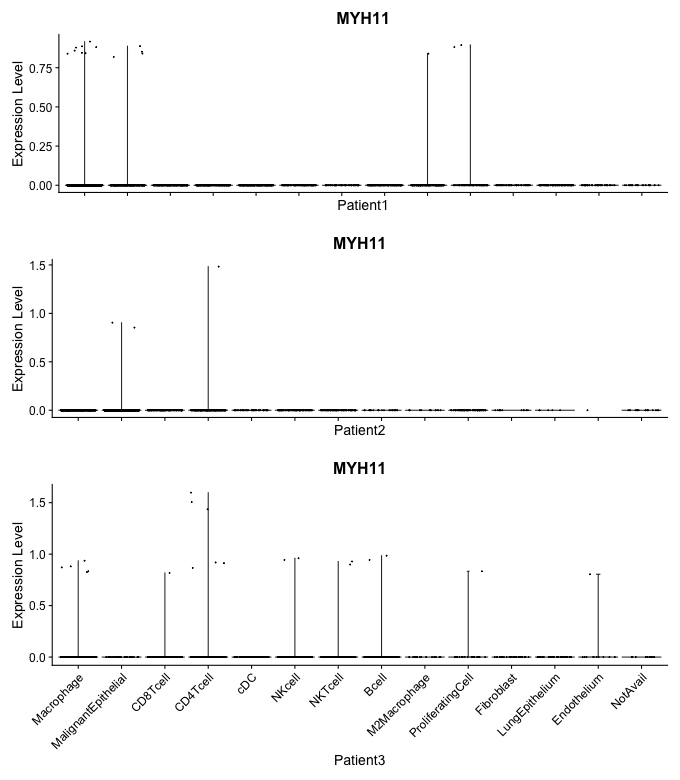 MYH11
Expression Level
0.75
0.50
0.25
0.00
Patient1
MYH11
Expression Level
1.5
1.0
0.5
0.0
Patient2
MYH11
Expression Level
1.5
1.0
0.5
0.0
Macrophage
MalignantEpithelial
CD8Tcell
CD4Tcell
cDC
NKcell
NKTcell
Bcell
M2Macrophage
ProliferatingCell
Fibroblast
LungEpithelium
Endothelium
NotAvail
Patient3